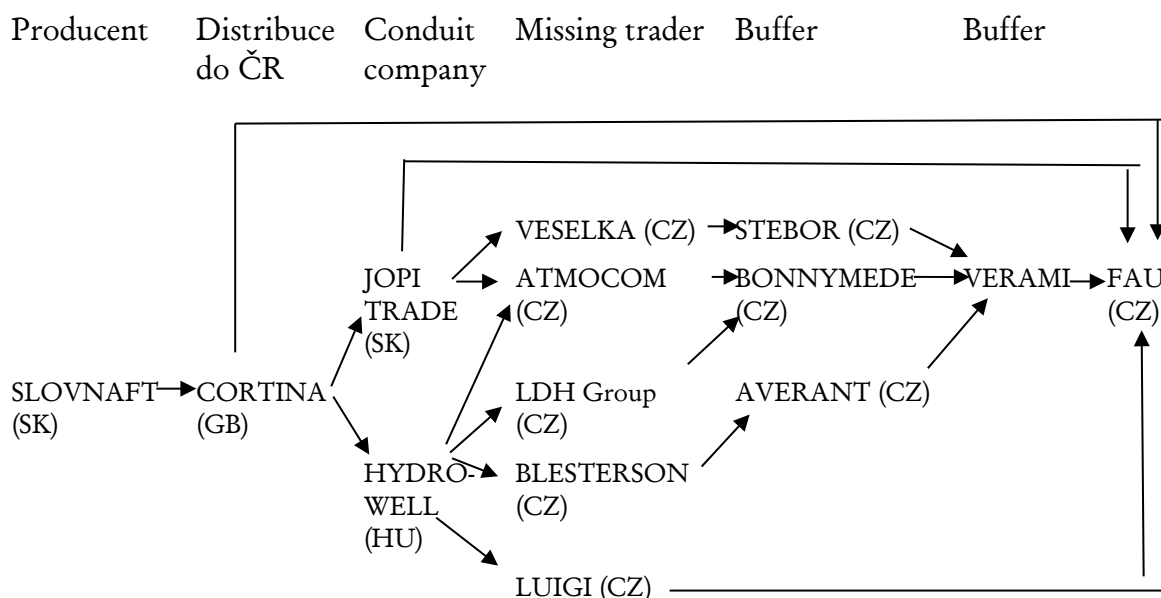 Producent Distribuce Conduit Missing trader Buffer Buffer
do ČR company
VESELKA (CZ) STEBOR (CZ)
JOPI ATMOCOM BONNYMEDE VERAMI FAU
TRADE (CZ) (CZ) (CZ)
(SK)
SLOVNAFT CORTINA LDH Group AVERANT (CZ)
(SK) (GB) (CZ)
HYDRO- BLESTERSON
WELL (CZ)
(HU)
LUIGI (CZ)